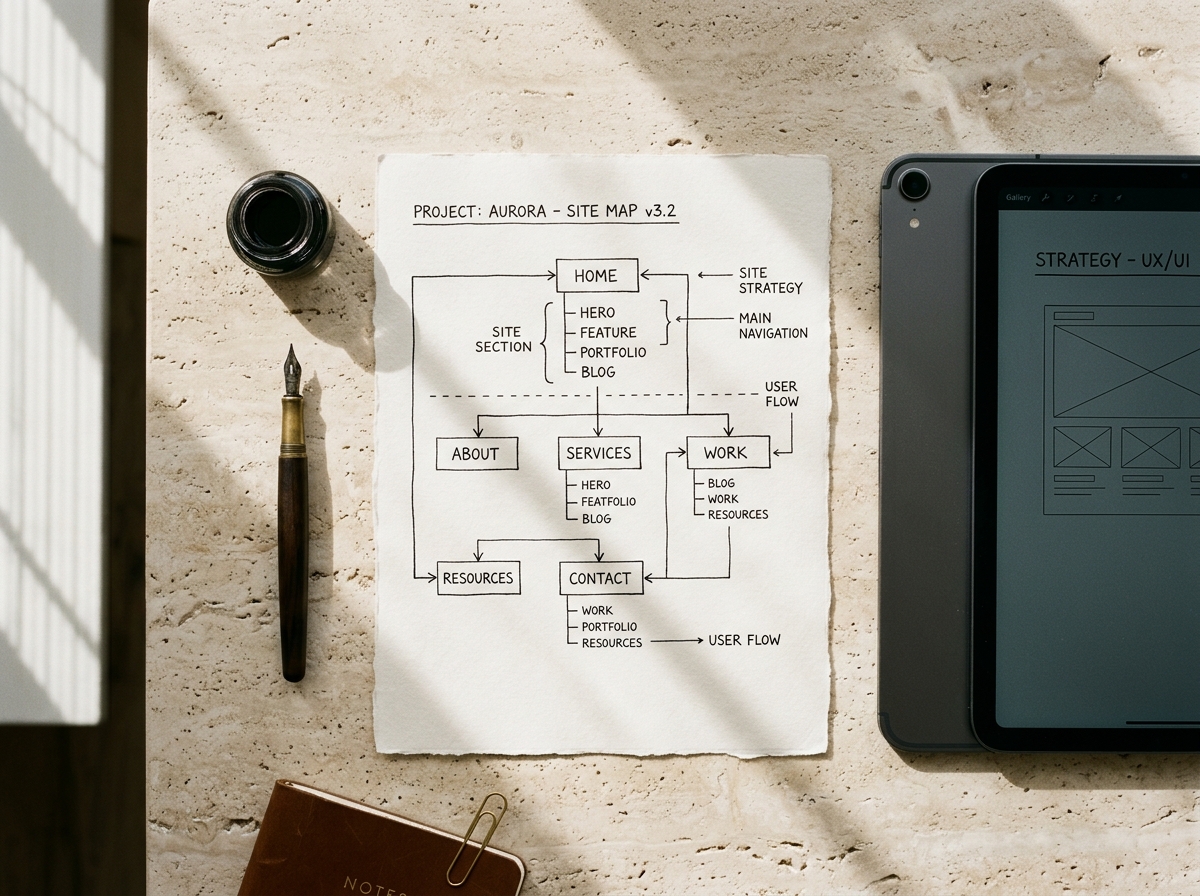 PROJECT: AURORA – SITE MAP v3.2
HOME
SITE
STRATEGY
SITE
SECTION
HERO
FEATURE
PORTFOLIO
BLOG
MAIN
NAVIGATION
USER
FLOW
ABOUT
SERVICES
WORK
HERO
FEATFOLIO
BLOG
BLOG
WORK
RESOURCES
RESOURCES
CONTACT
WORK
PORTFOLIO
RESOURCES
USER FLOW
Gallery
STRATEGY – UX/UI